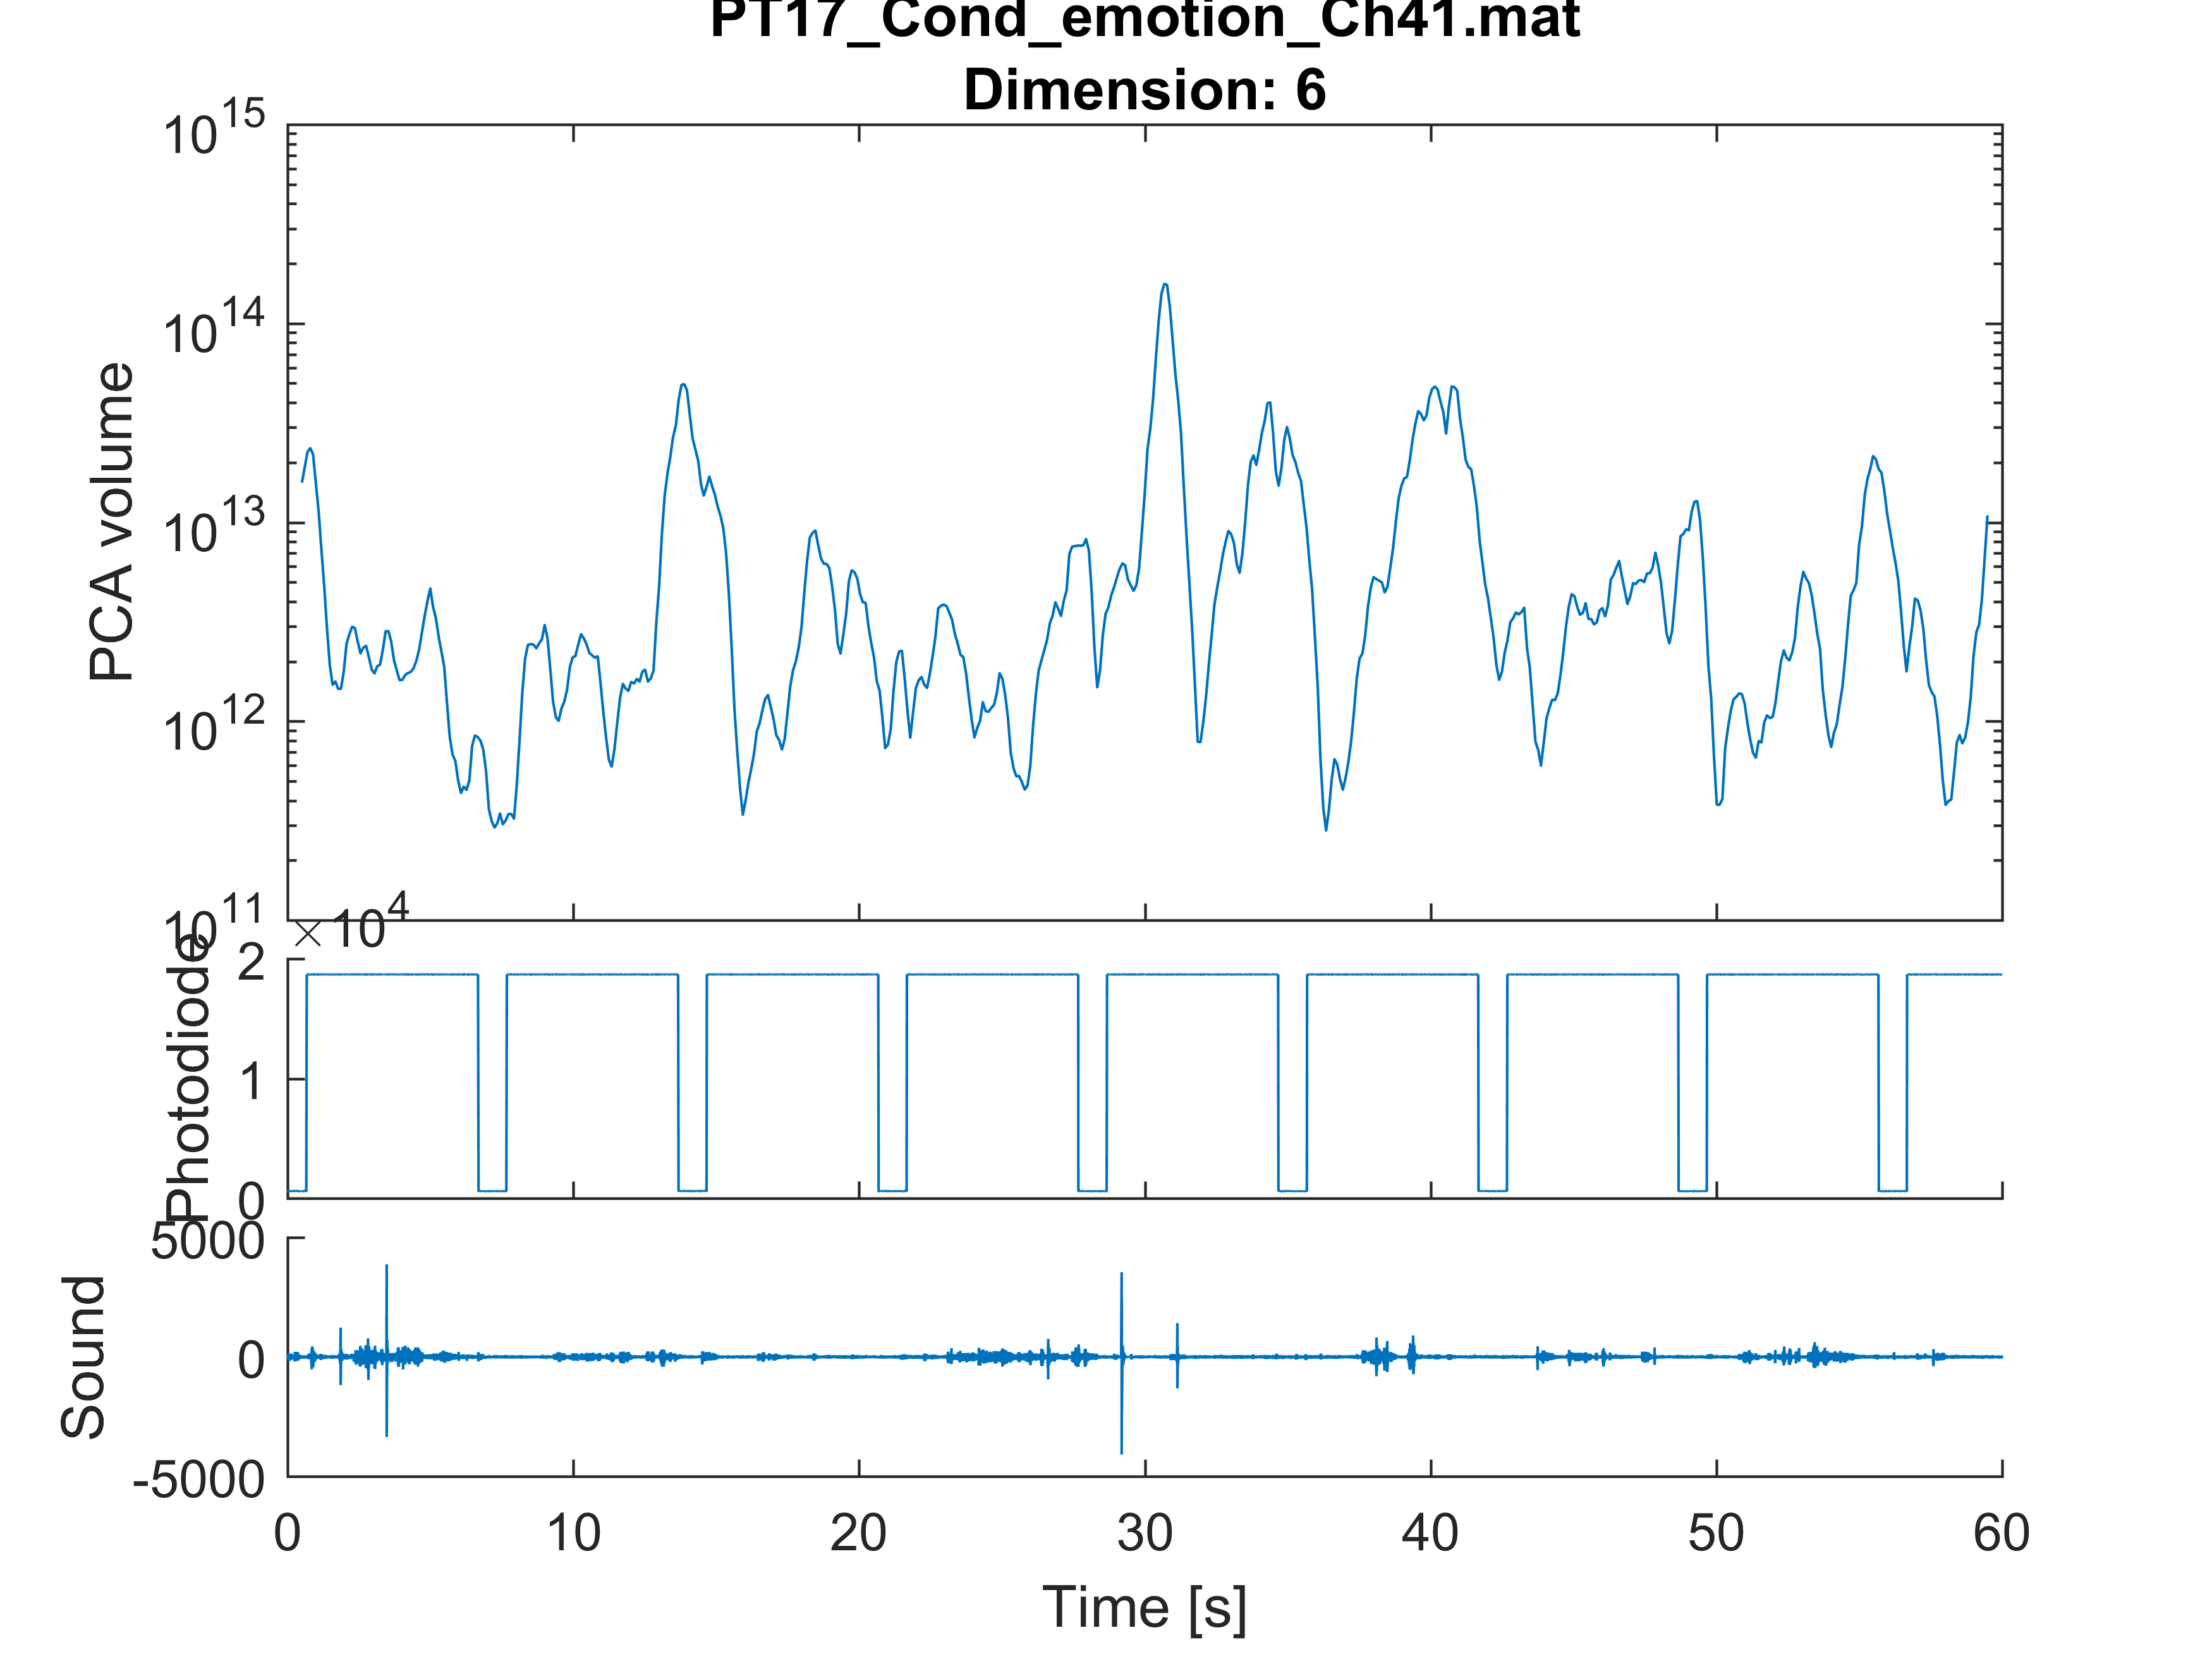 PT17_Cond_emotion_Ch41.mat
Dimension: 6
10^15
10^14
10^13
10^12
10^11
PCA volume
×10^4
2
1
0
Photodiode
5000
0
-5000
Sound
0 10 20 30 40 50 60
Time [s]